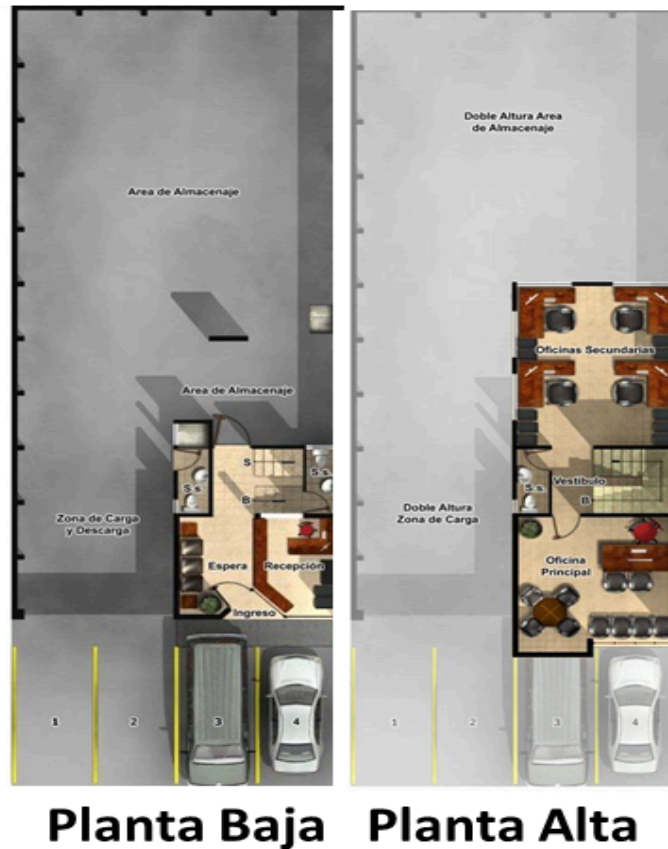 Area de Almacenaje
Area de Almacenaje
S
S.s.
S.s.
B
Zona de Carga
y Descarga
Espera
Recepción
Ingreso
1
2
3
4
Planta Baja
Doble Altura Area
de Almacenaje
Oficinas Secundarias
S.s.
Vestibulo
B
Doble Altura
Zona de Carga
Oficina
Principal
1
2
3
4
Planta Alta